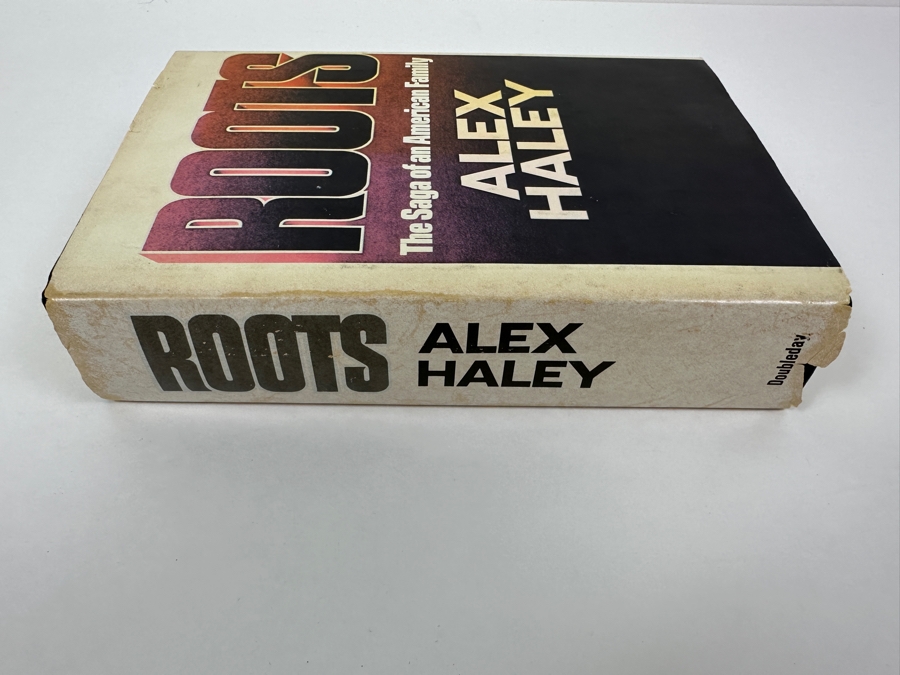 ROOTS
The Saga of an American Family
ALEX
HALEY
ROOTS
ALEX
HALEY
Doubleday